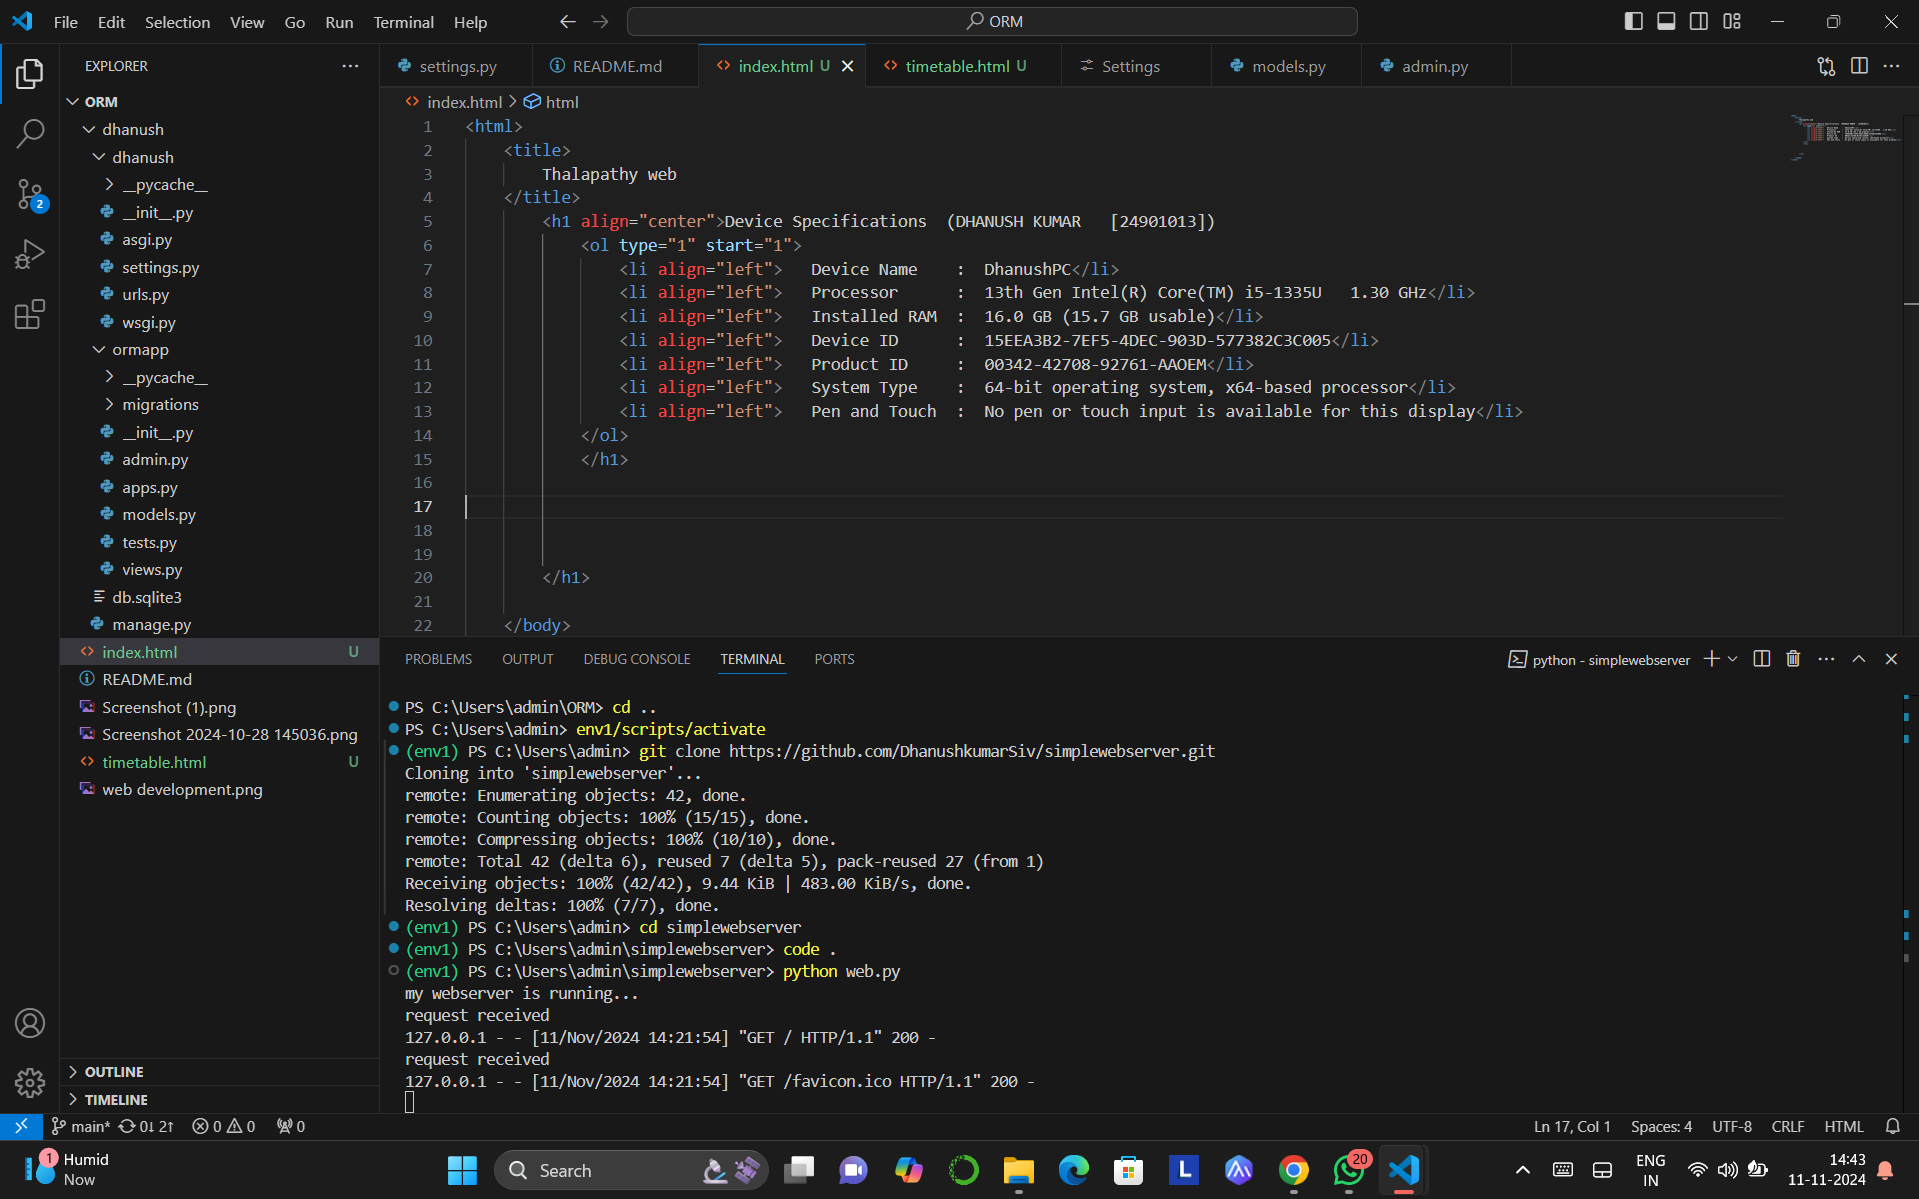 File Edit Selection View Go Run Terminal Help
ORM
EXPLORER
ORM
dhanush
dhanush
__pycache__
__init__.py
asgi.py
settings.py
urls.py
wsgi.py
ormapp
__pycache__
migrations
__init__.py
admin.py
apps.py
models.py
tests.py
views.py
db.sqlite3
manage.py
index.html U
README.md
Screenshot (1).png
Screenshot 2024-10-28 145036.png
timetable.html U
web development.png
OUTLINE
TIMELINE
2
settings.py README.md index.html U timetable.html U Settings models.py admin.py
index.html > html
1 <html>
2 <title>
3 Thalapathy web
4 </title>
5 <h1 align="center">Device Specifications (DHANUSH KUMAR [24901013])
6 <ol type="1" start="1">
7 <li align="left"> Device Name : DhanushPC</li>
8 <li align="left"> Processor : 13th Gen Intel(R) Core(TM) i5-1335U 1.30 GHz</li>
9 <li align="left"> Installed RAM : 16.0 GB (15.7 GB usable)</li>
10 <li align="left"> Device ID : 15EEA3B2-7EF5-4DEC-903D-577382C3C005</li>
11 <li align="left"> Product ID : 00342-42708-92761-AAOEM</li>
12 <li align="left"> System Type : 64-bit operating system, x64-based processor</li>
13 <li align="left"> Pen and Touch : No pen or touch input is available for this display</li>
14 </ol>
15 </h1>
16
17
18
19
20 </h1>
21
22 </body>
PROBLEMS OUTPUT DEBUG CONSOLE TERMINAL PORTS
python - simplewebserver
PS C:\Users\admin\ORM> cd ..
PS C:\Users\admin> env1/scripts/activate
(env1) PS C:\Users\admin> git clone https://github.com/DhanushkumarSiv/simplewebserver.git
Cloning into 'simplewebserver'...
remote: Enumerating objects: 42, done.
remote: Counting objects: 100% (15/15), done.
remote: Compressing objects: 100% (10/10), done.
remote: Total 42 (delta 6), reused 7 (delta 5), pack-reused 27 (from 1)
Receiving objects: 100% (42/42), 9.44 KiB | 483.00 KiB/s, done.
Resolving deltas: 100% (7/7), done.
(env1) PS C:\Users\admin> cd simplewebserver
(env1) PS C:\Users\admin\simplewebserver> code .
(env1) PS C:\Users\admin\simplewebserver> python web.py
my webserver is running...
request received
127.0.0.1 - - [11/Nov/2024 14:21:54] "GET / HTTP/1.1" 200 -
request received
127.0.0.1 - - [11/Nov/2024 14:21:54] "GET /favicon.ico HTTP/1.1" 200 -
main* 0↓ 2↑ 0 0 0
Ln 17, Col 1 Spaces: 4 UTF-8 CRLF HTML
1
Humid
Now
Search
L
20
ENG
IN
14:43
11-11-2024